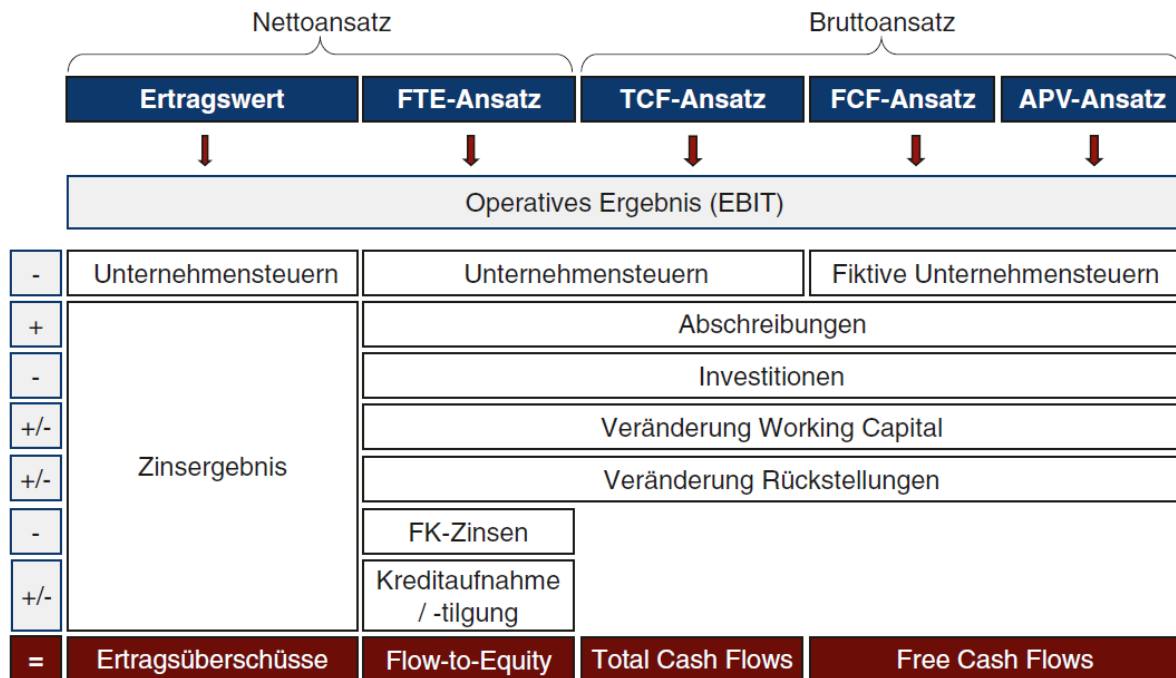 Nettoansatz Bruttoansatz
Ertragswert FTE-Ansatz TCF-Ansatz FCF-Ansatz APV-Ansatz
Operatives Ergebnis (EBIT)
- Unternehmensteuern Unternehmensteuern Fiktive Unternehmensteuern
+ Abschreibungen
- Investitionen
+/- Veränderung Working Capital
Zinsergebnis
+/- Veränderung Rückstellungen
- FK-Zinsen
+/- Kreditaufnahme
/ -tilgung
= Ertragsüberschüsse Flow-to-Equity Total Cash Flows Free Cash Flows